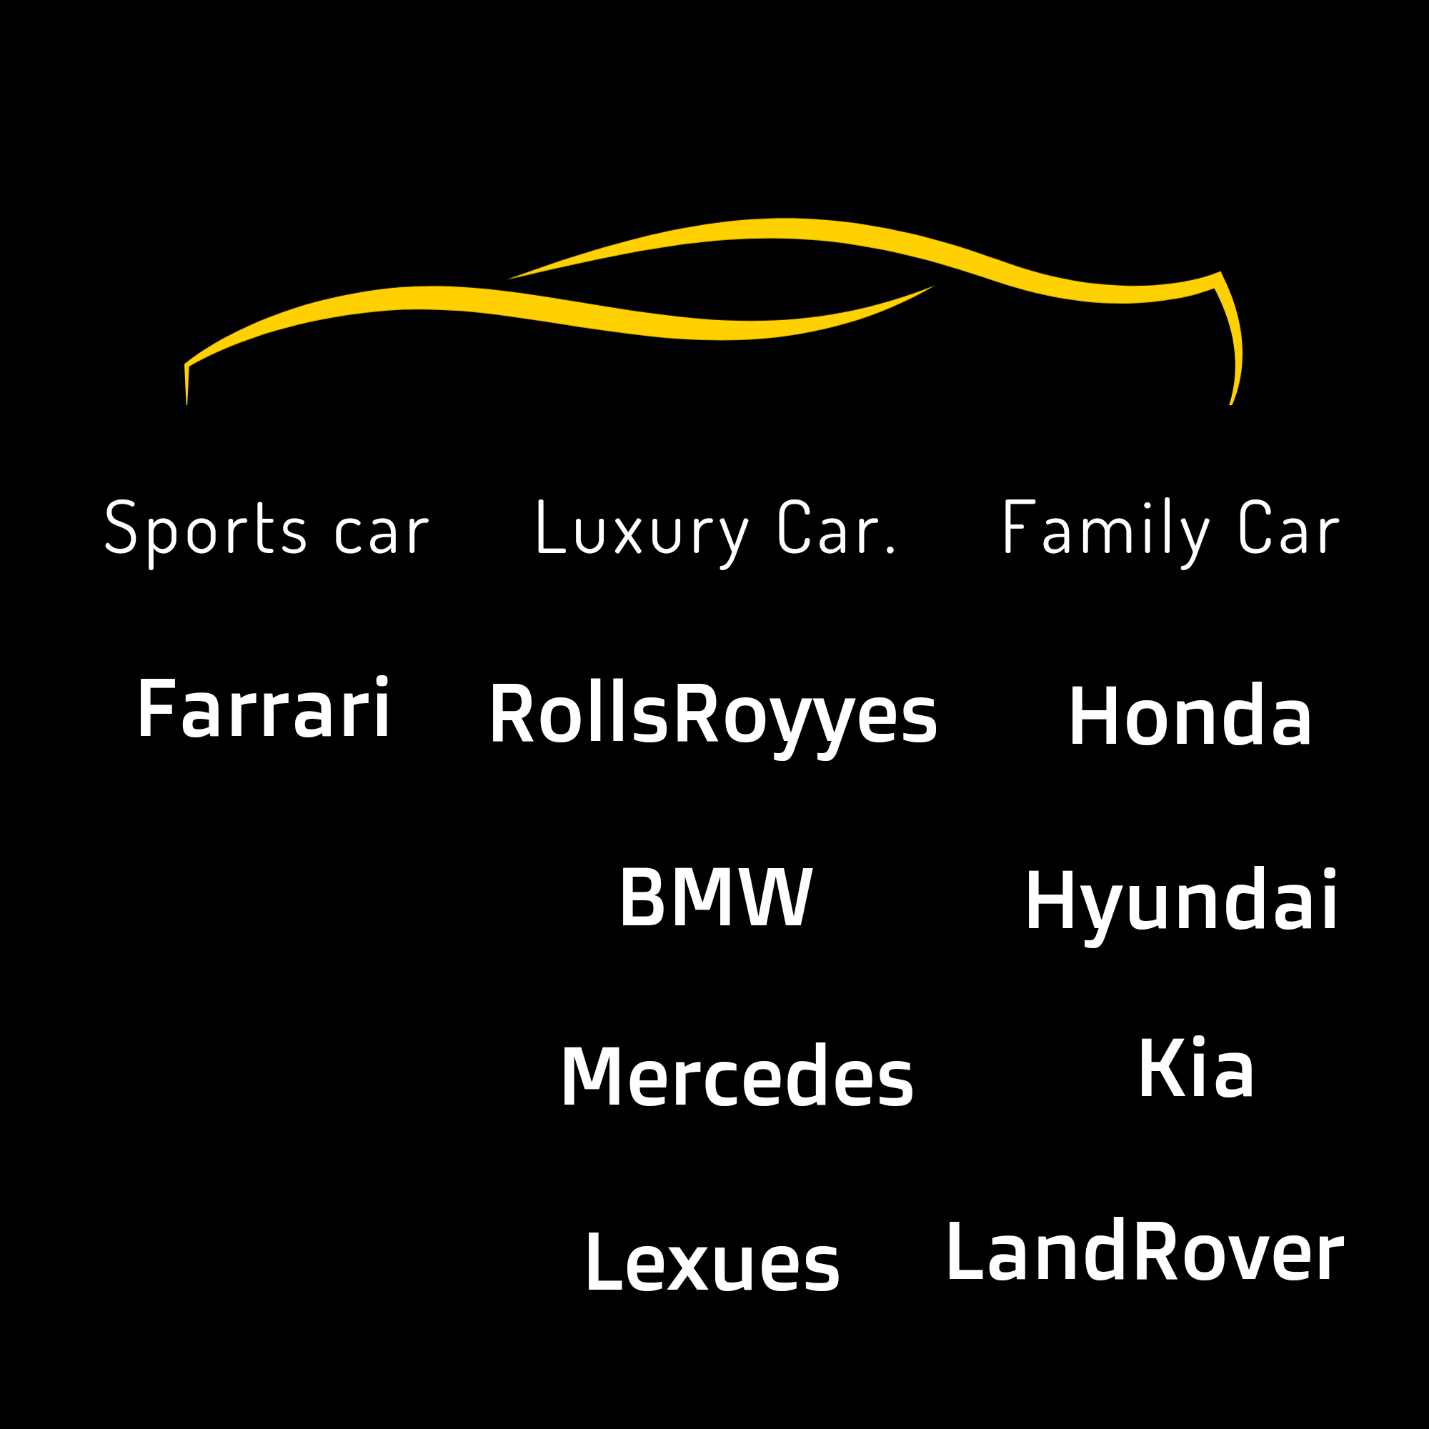 Sports car Luxury Car. Family Car
Farrari RollsRoyyes Honda
BMW Hyundai
Mercedes Kia
Lexues LandRover